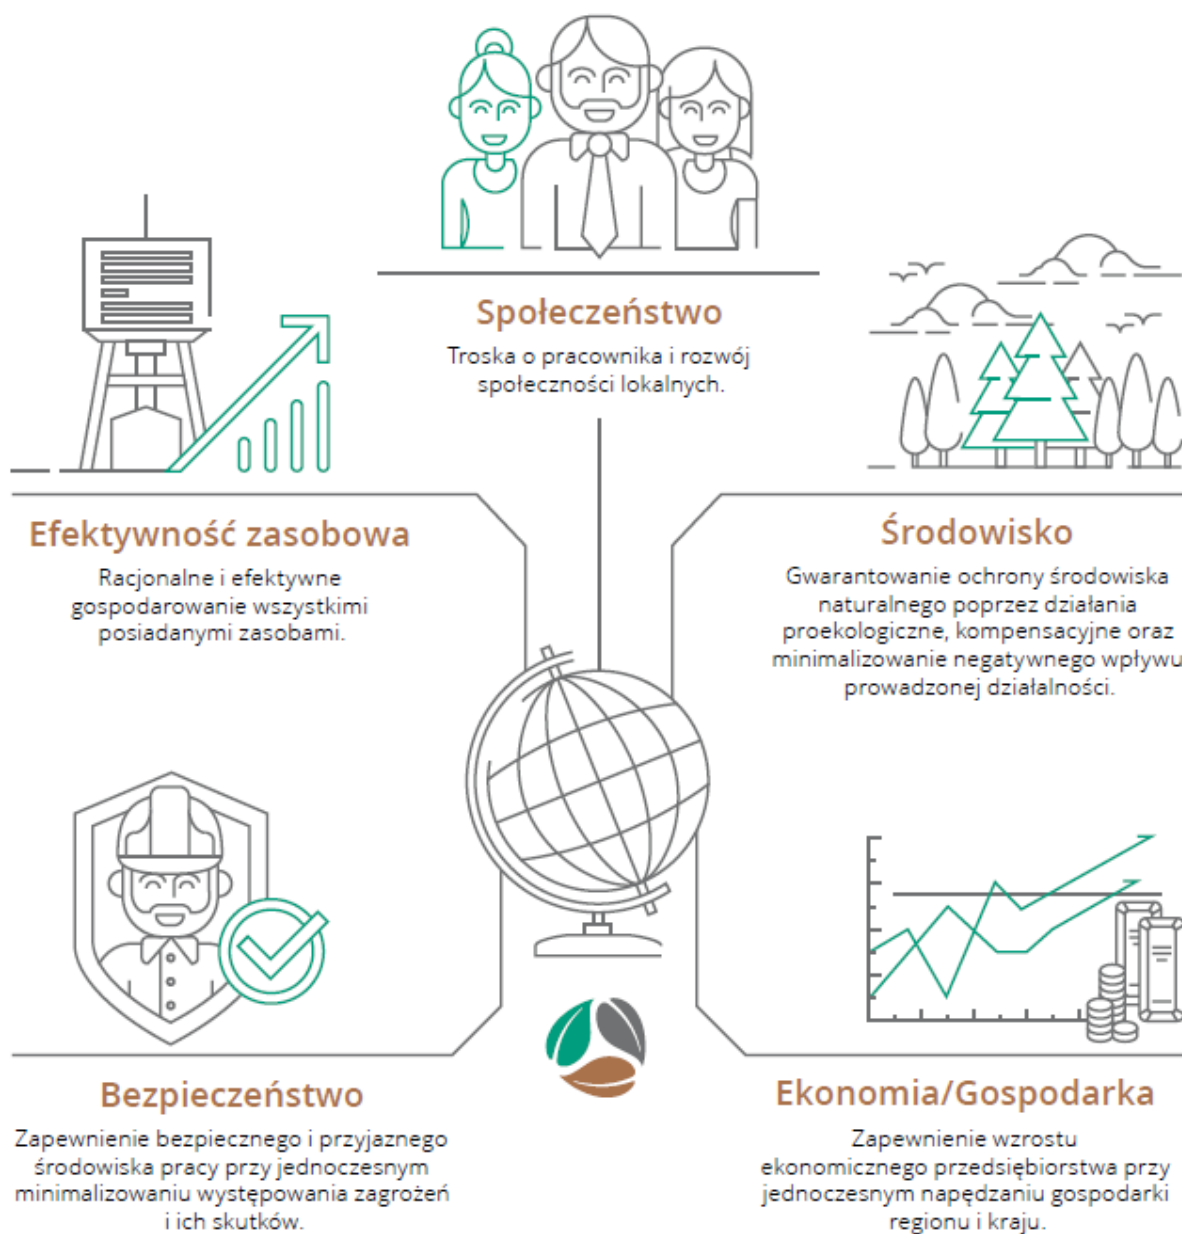 Społeczeństwo
Troska o pracownika i rozwój
społeczności lokalnych.
Efektywność zasobowa
Racjonalne i efektywne
gospodarowanie wszystkimi
posiadanymi zasobami.
Środowisko
Gwarantowanie ochrony środowiska
naturalnego poprzez działania
proekologiczne, kompensacyjne oraz
minimalizowanie negatywnego wpływu
prowadzonej działalności.
Bezpieczeństwo
Zapewnienie bezpiecznego i przyjaznego
środowiska pracy przy jednoczesnym
minimalizowaniu występowania zagrożeń
i ich skutków.
Ekonomia/Gospodarka
Zapewnienie wzrostu
ekonomicznego przedsiębiorstwa przy
jednoczesnym napędzaniu gospodarki
regionu i kraju.